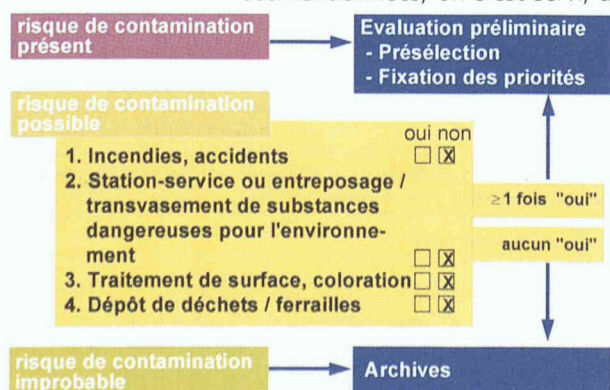 risque de contamination
présent
Evaluation préliminaire
- Présélection
- Fixation des priorités
risque de contamination
possible
oui non
1. Incendies, accidents
2. Station-service ou entreposage /
transvasement de substances
dangereuses pour l'environne-
ment
3. Traitement de surface, coloration
4. Dépôt de déchets / ferrailles
≥1 fois "oui"
aucun "oui"
risque de contamination
improbable
Archives